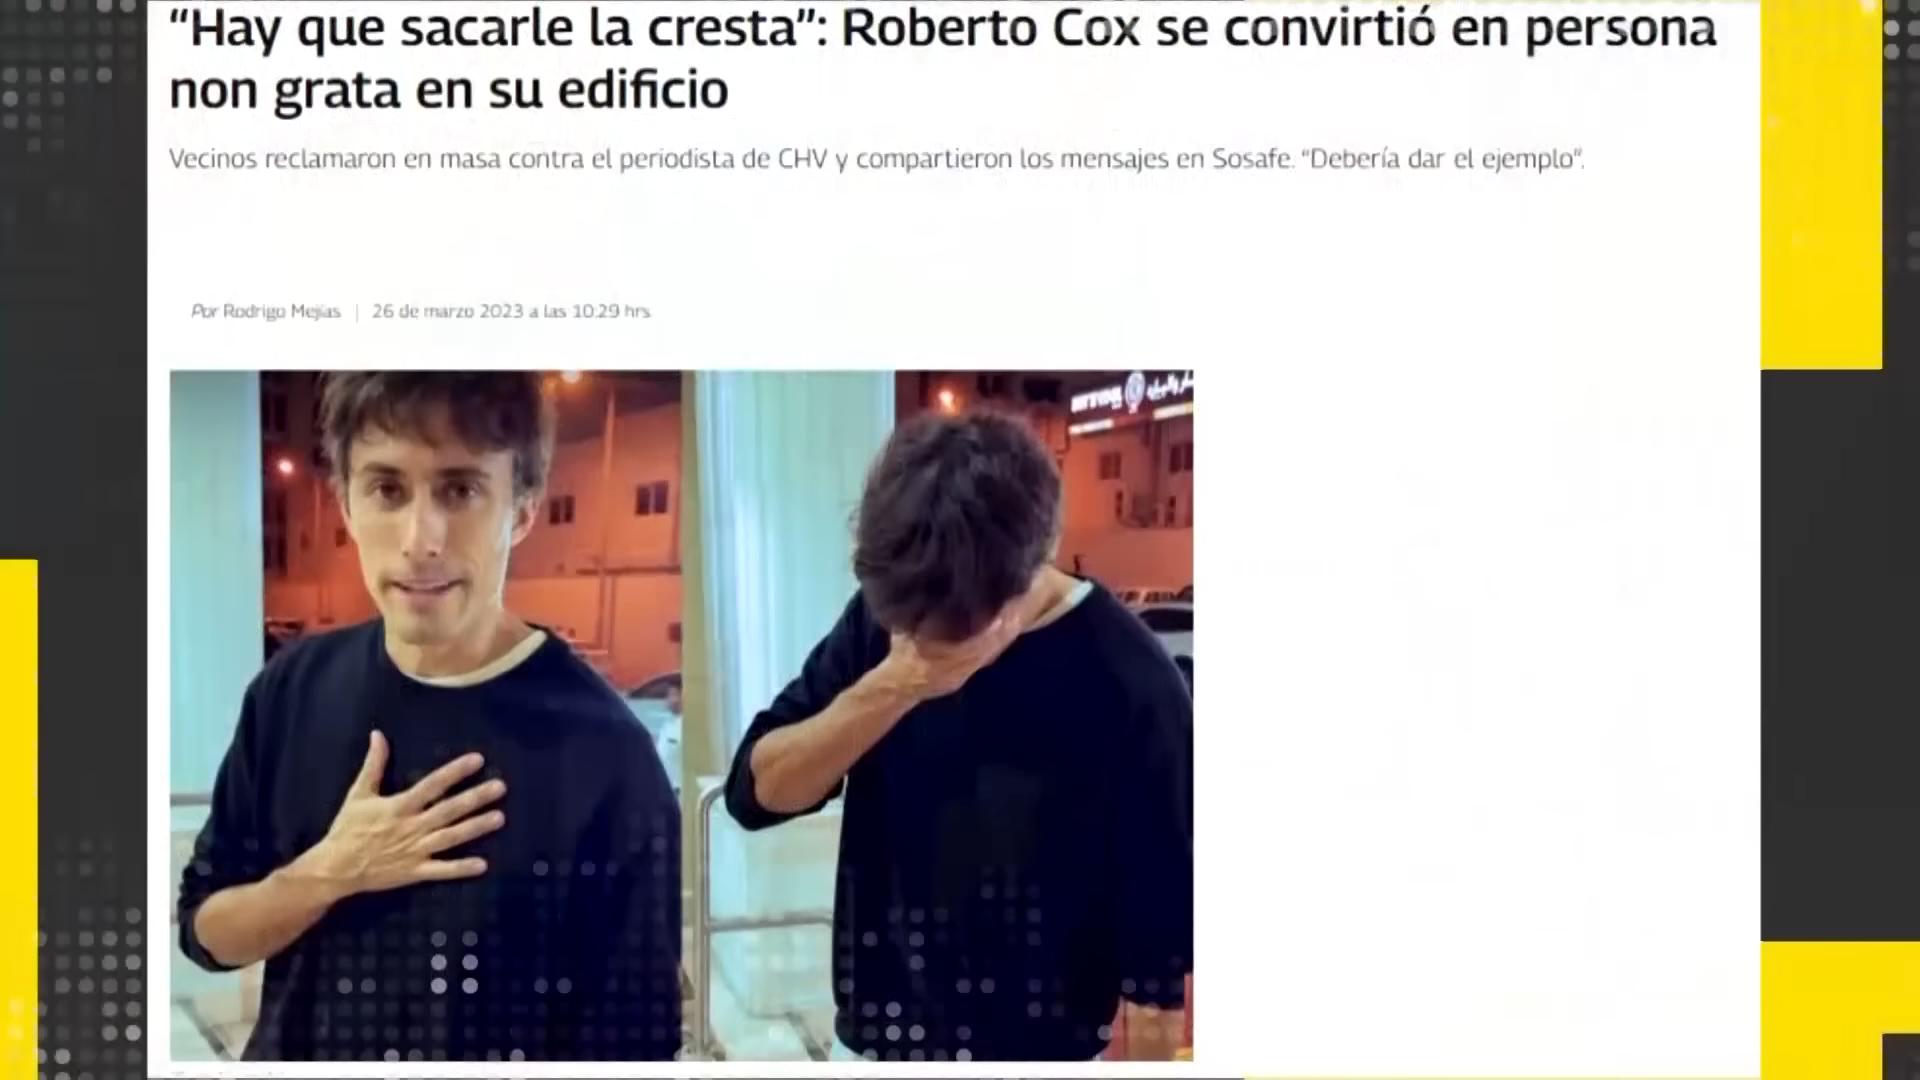 “Hay que sacarle la cresta”: Roberto Cox se convirtió en persona
non grata en su edificio
Vecinos reclamaron en masa contra el periodista de CHV y compartieron los mensajes en Sosafe. “Debería dar el ejemplo”.
Por Rodrigo Mejías | 26 de marzo 2023 a las 10:29 hrs